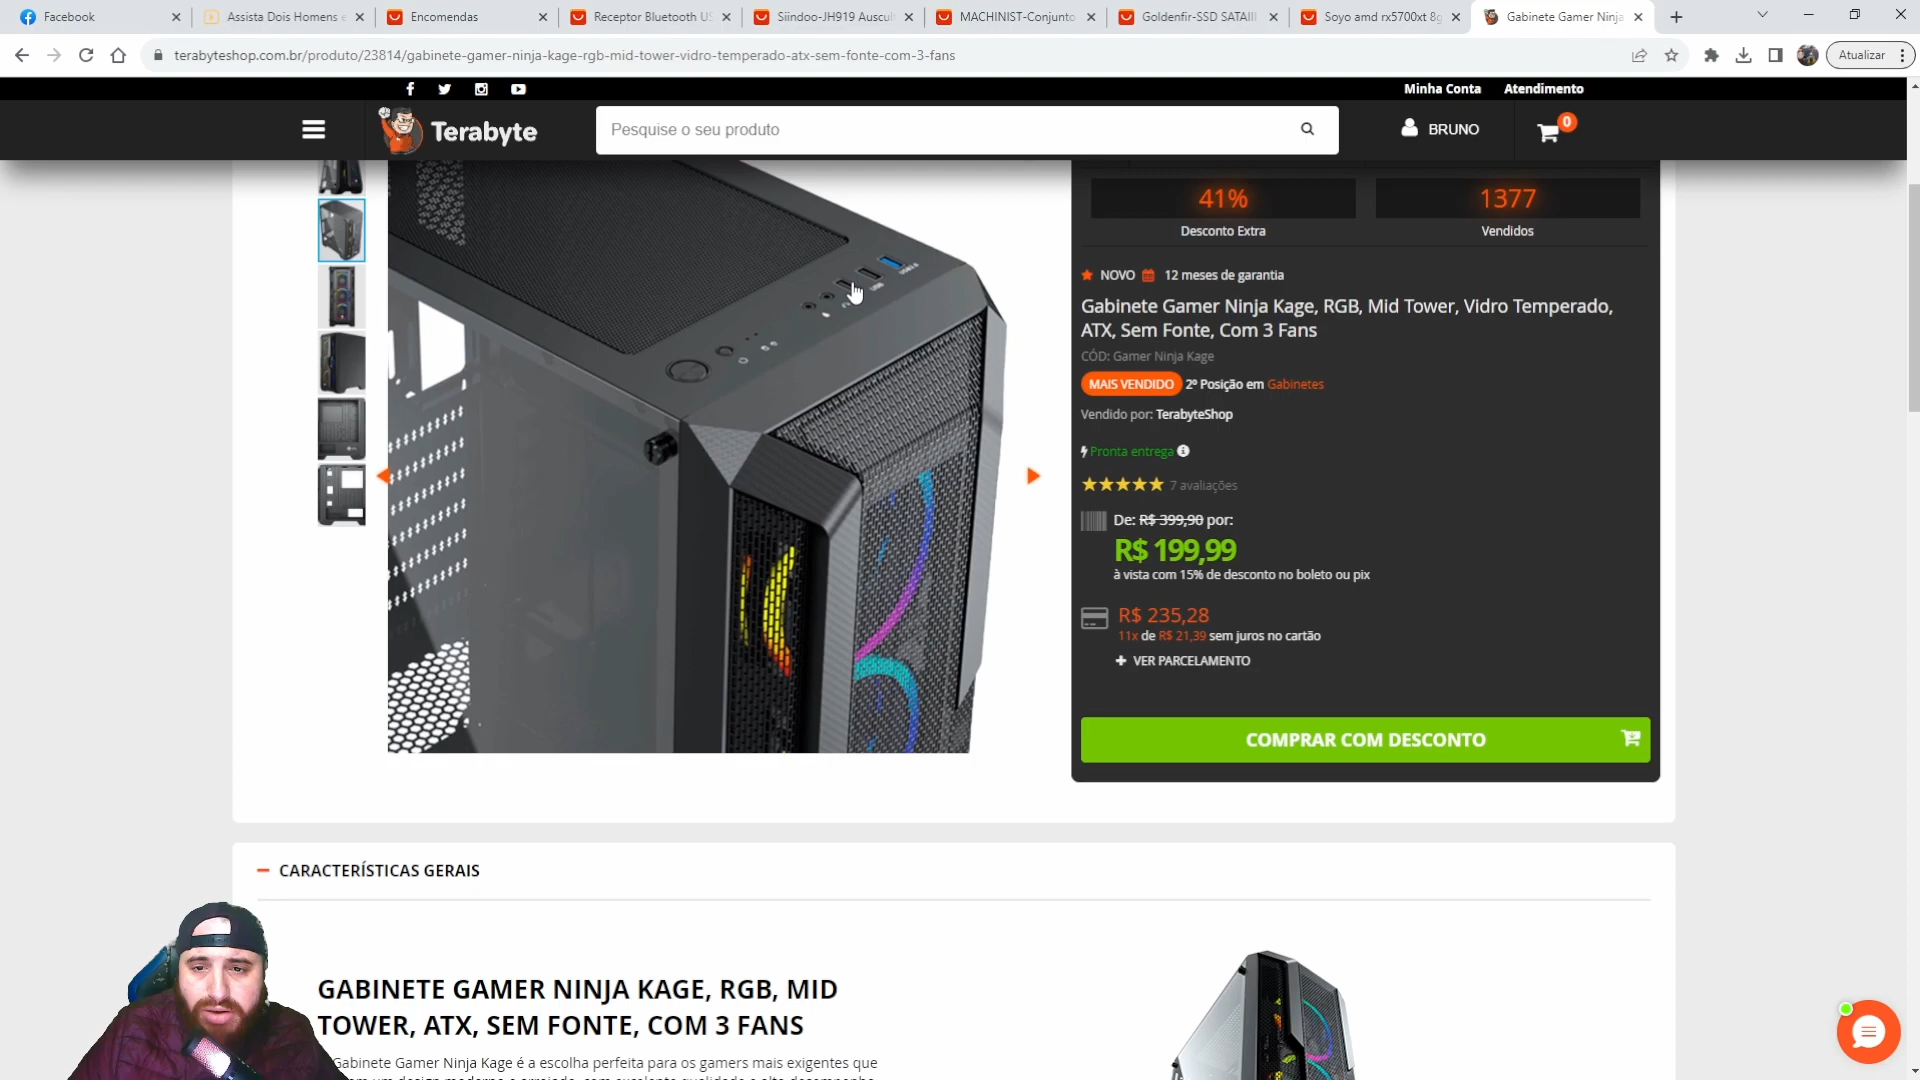 Facebook
Assista Dois Homens e
Encomendas
Receptor Bluetooth US
Siindoo-JH919 Auscul
MACHINIST-Conjunto
Goldenfir-SSD SATAIII
Soyo amd rx5700xt 8g
Gabinete Gamer Ninja
terabyteshop.com.br/produto/23814/gabinete-gamer-ninja-kage-rgb-mid-tower-vidro-temperado-atx-sem-fonte-com-3-fans
Atualizar
Minha Conta
Atendimento
Terabyte
Pesquise o seu produto
BRUNO
0
41%
1377
Desconto Extra
Vendidos
NOVO
12 meses de garantia
Gabinete Gamer Ninja Kage, RGB, Mid Tower, Vidro Temperado,
ATX, Sem Fonte, Com 3 Fans
CÓD: Gamer Ninja Kage
MAIS VENDIDO 2º Posição em Gabinetes
Vendido por: TerabyteShop
Pronta entrega
7 avaliações
De: R$ 399,90 por:
R$ 199,99
à vista com 15% de desconto no boleto ou pix
R$ 235,28
11x de R$ 21,39 sem juros no cartão
+ VER PARCELAMENTO
COMPRAR COM DESCONTO
CARACTERÍSTICAS GERAIS
GABINETE GAMER NINJA KAGE, RGB, MID
TOWER, ATX, SEM FONTE, COM 3 FANS
Gabinete Gamer Ninja Kage é a escolha perfeita para os gamers mais exigentes que